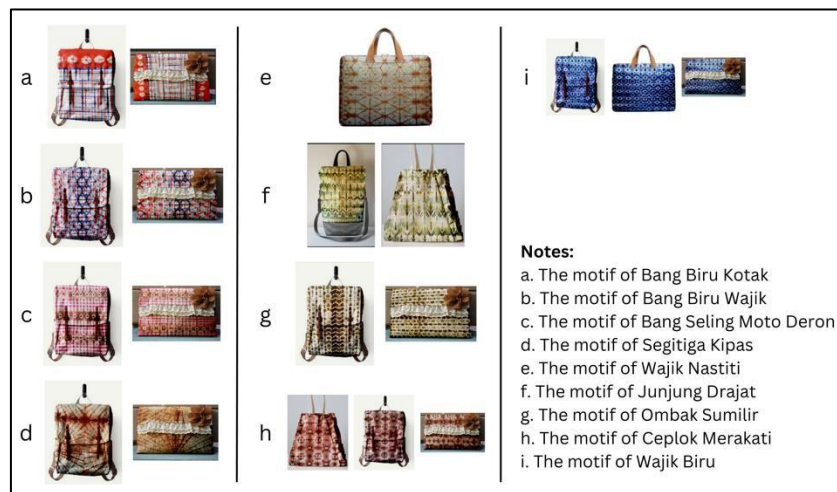 a
b
c
d
e
f
g
h
i
Notes:
a. The motif of Bang Biru Kotak
b. The motif of Bang Biru Wajik
c. The motif of Bang Seling Moto Deron
d. The motif of Segitiga Kipas
e. The motif of Wajik Nastiti
f. The motif of Junjung Drajat
g. The motif of Ombak Sumilir
h. The motif of Ceplok Merakati
i. The motif of Wajik Biru